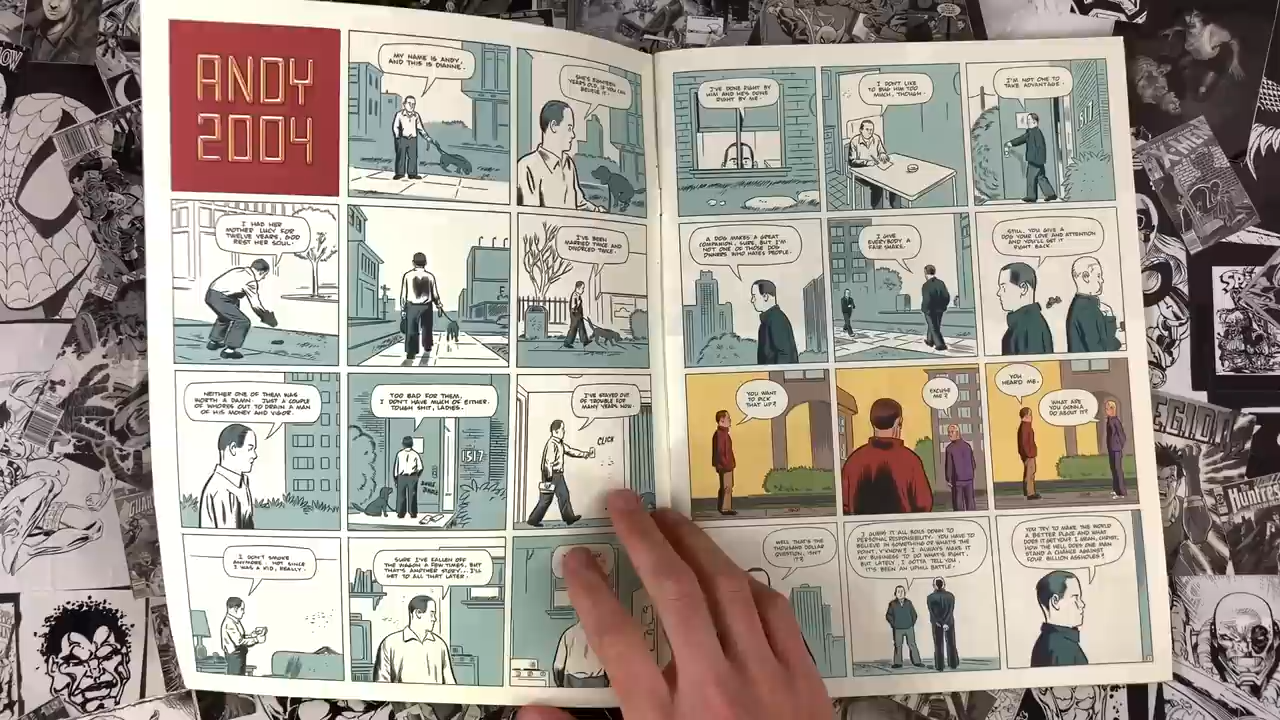 ANDY
2004
MY NAME IS ANDY,
AND THIS IS DIANNE.
SHE'S EIGHTEEN
YEARS OLD, IF YOU CAN
BELIEVE IT.
I HAD HER
MOTHER LUCY FOR
TWELVE YEARS, GOD
REST HER SOUL.
I'VE BEEN
MARRIED TWICE AND
DIVORCED TWICE.
NEITHER ONE OF THEM WAS
WORTH A DAMN. JUST A COUPLE
OF WHORES OUT TO DRAIN A MAN
OF HIS MONEY AND VIGOR.
TOO BAD FOR THEM,
I DON'T HAVE MUCH OF EITHER.
TOUGH SHIT, LADIES.
1517
JINGLE
JINGLE
I'VE STAYED OUT
OF TROUBLE FOR
MANY YEARS NOW.
CLICK
I DON'T SMOKE
ANYMORE. NOT SINCE
I WAS A KID, REALLY.
SURE I'VE FALLEN OFF
THE WAGON A FEW TIMES, BUT
THAT'S ANOTHER STORY... I'LL
GET TO ALL THAT LATER.
I'VE DONE RIGHT BY
HIM AND HE'S DONE
RIGHT BY ME.
I DON'T LIKE
TO BUG HIM TOO
MUCH, THOUGH.
I'M NOT ONE TO
TAKE ADVANTAGE.
1517
A DOG MAKES A GREAT
COMPANION, SURE, BUT I'M
NOT ONE OF THOSE DOG
OWNERS WHO HATES PEOPLE.
I GIVE
EVERYBODY A
FAIR SHAKE.
STILL, YOU GIVE A
DOG YOUR LOVE AND ATTENTION
AND YOU'LL GET IT
RIGHT BACK.
YOU WANT
TO PICK
THAT UP?
EXCUSE
ME?
YOU
HEARD ME.
WHAT ARE
YOU GONNA
DO ABOUT IT?
WELL THAT'S THE
THOUSAND DOLLAR
QUESTION, ISN'T
IT?
I GUESS IT ALL BOILS DOWN TO
PERSONAL RESPONSIBILITY. YOU HAVE TO
BELIEVE IN SOMETHING OR WHAT'S THE
POINT, Y'KNOW? I ALWAYS MAKE IT
MY BUSINESS TO DO WHAT'S RIGHT,
BUT LATELY, I GOTTA TELL YOU,
IT'S BEEN AN UPHILL BATTLE.
YOU TRY TO MAKE THE WORLD
A BETTER PLACE AND WHAT
DOES IT GET YOU? I MEAN, CHRIST,
HOW THE HELL DOES ONE MAN
STAND A CHANCE AGAINST
FOUR BILLION ASSHOLES?
X-MEN
LEGION
Huntress